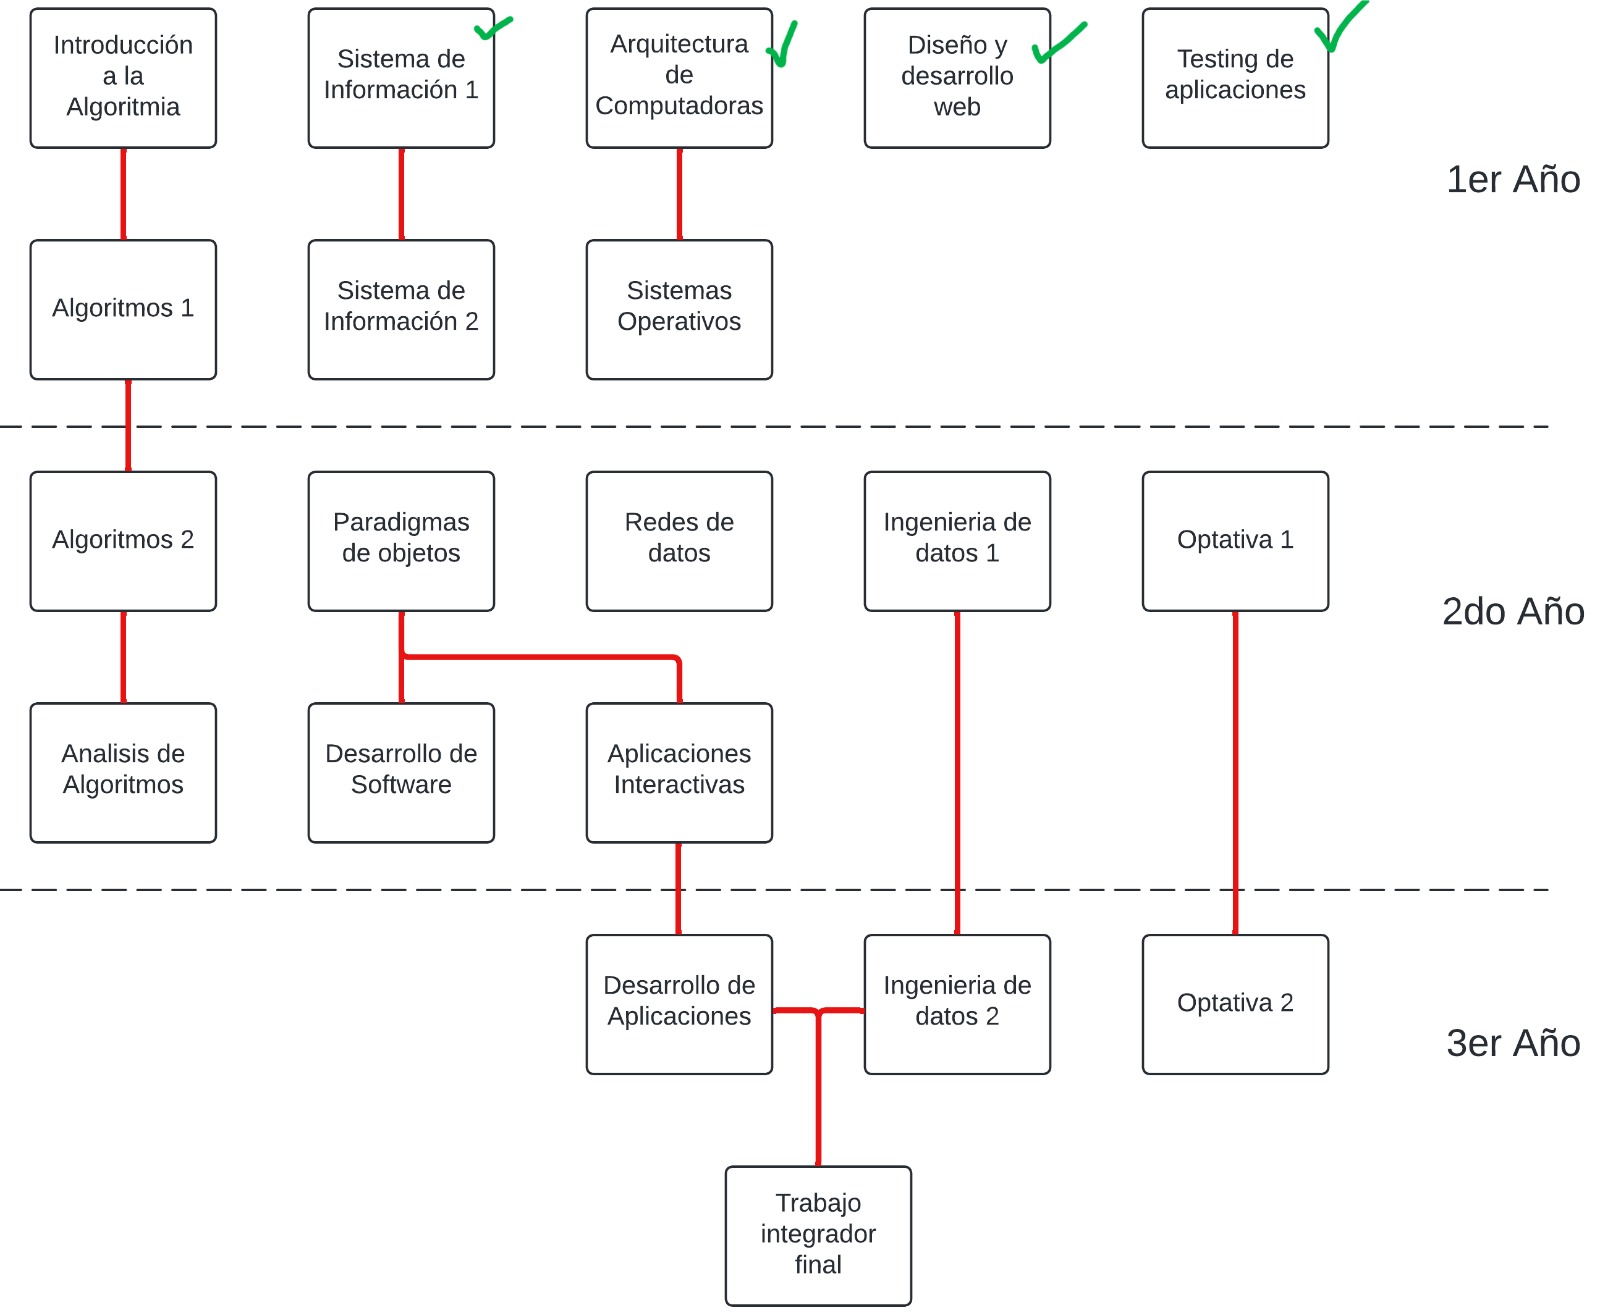 Introducción
a la
Algoritmia
Sistema de
Información 1
Arquitectura
de
Computadoras
Diseño y
desarrollo
web
Testing de
aplicaciones
1er Año
Algoritmos 1
Sistema de
Información 2
Sistemas
Operativos
Algoritmos 2
Paradigmas
de objetos
Redes de
datos
Ingenieria de
datos 1
Optativa 1
2do Año
Analisis de
Algoritmos
Desarrollo de
Software
Aplicaciones
Interactivas
Desarrollo de
Aplicaciones
Ingenieria de
datos 2
Optativa 2
3er Año
Trabajo
integrador
final